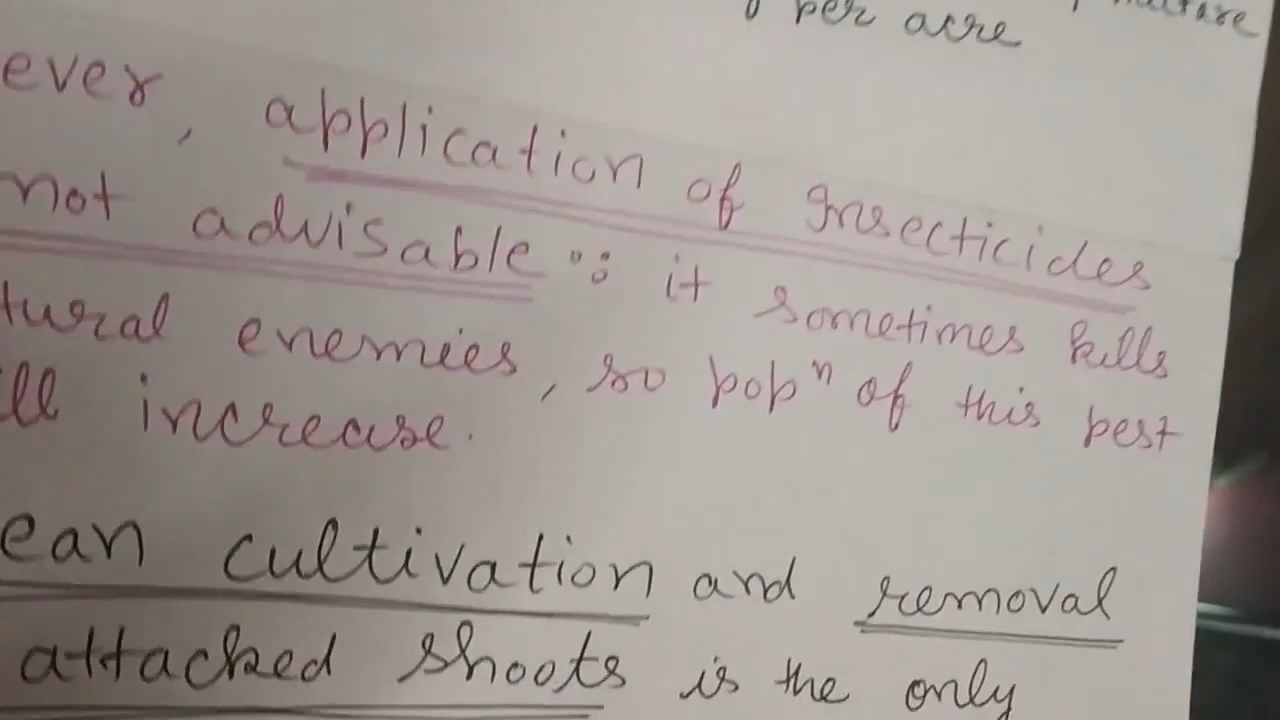 per acre
ever, application of Insecticides
not advisable ∵ it sometimes kills
tural enemies, so popⁿ of this pest
ll increase.
ean cultivation and removal
attacked shoots is the only